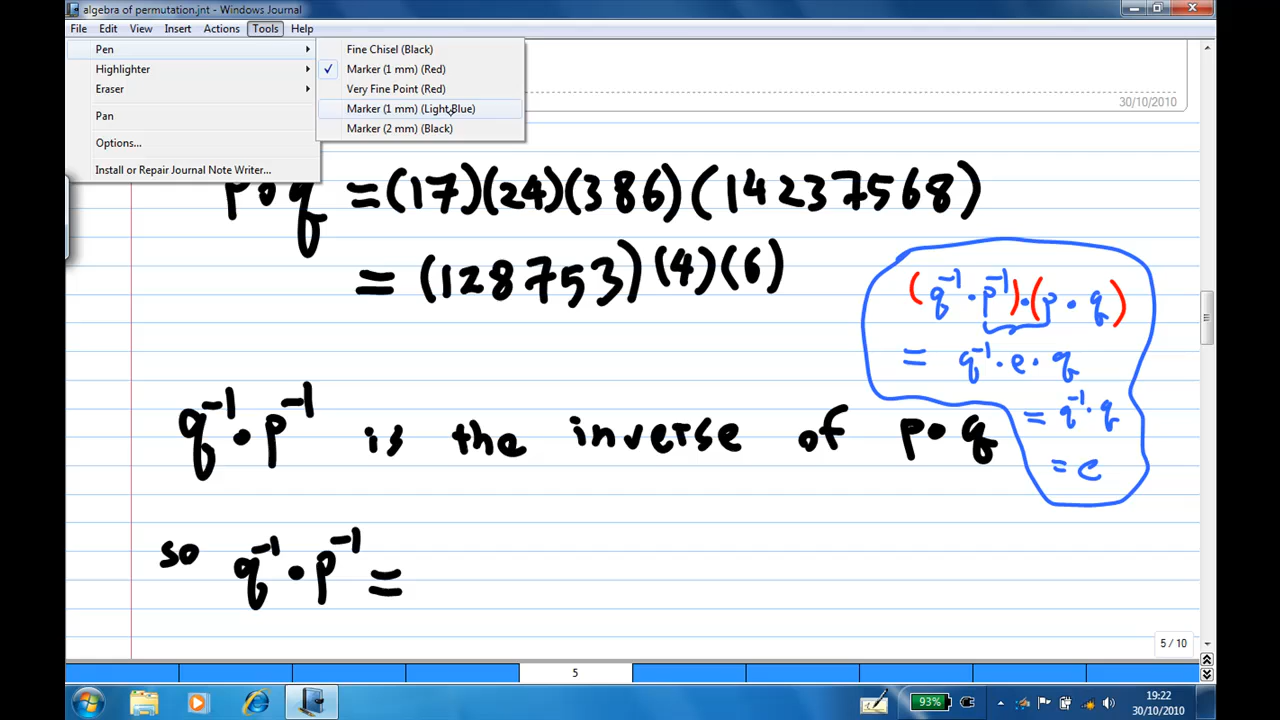 algebra of permutation.jnt - Windows Journal
File Edit View Insert Actions Tools Help
Pen
Highlighter
Eraser
Pan
Options...
Install or Repair Journal Note Writer...
Fine Chisel (Black)
Marker (1 mm) (Red)
Very Fine Point (Red)
Marker (1 mm) (Light Blue)
Marker (2 mm) (Black)
30/10/2010
p•q =(17)(24)(386)(14237568)
= (128753)(4)(6)
(q⁻¹·p⁻¹)·(p·q)
= q⁻¹·e·q
= q⁻¹·q
= e
q⁻¹•p⁻¹ is the inverse of p•q
so q⁻¹•p⁻¹=
5 / 10
5
93%
19:22
30/10/2010